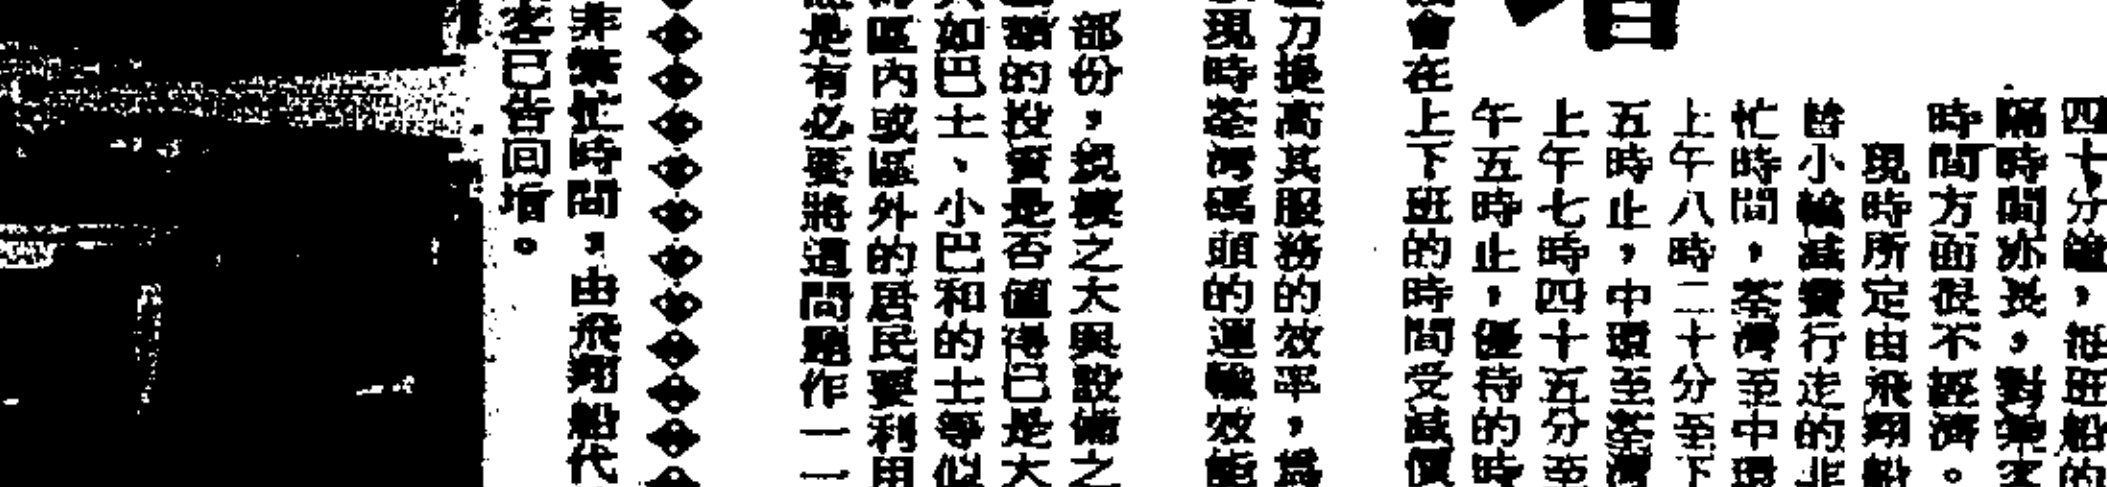 四十分鐘，每班船的
隔時間亦長，對乘客
時間方面很不經濟。
現時所定由飛翔船
替小輪減費行走的非
忙時間，荃灣至中環
上午八時二十分至下
五時止，中環至荃灣
上午七時四十五分至
午五時止，優待的時
會在上下班的時間受減價
力提高其服務的效率，為
現時荃灣碼頭的運輸效能
部份，規模之大與設備之
額的投資是否值得已是大
如巴士、小巴和的士等似
區內或區外的居民要利用
是有必要將這問題作一一
非繁忙時間，由飛翔船代
客已告回增。